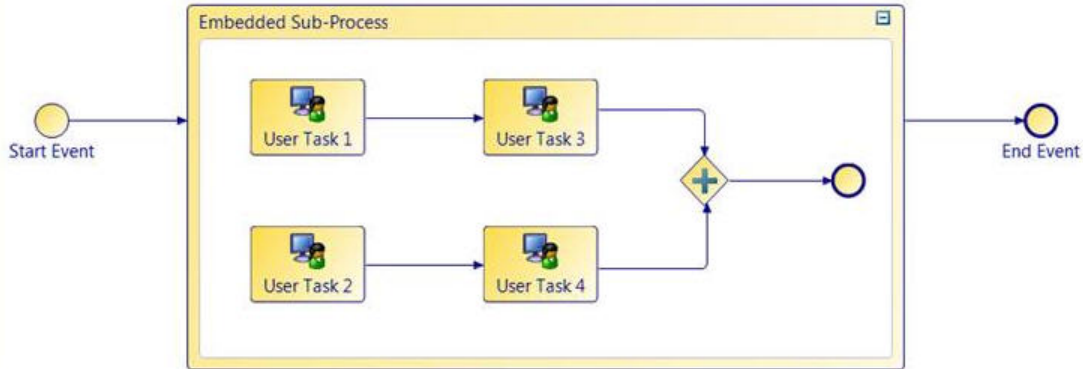 Embedded Sub-Process
User Task 1
User Task 3
Start Event
End Event
User Task 2
User Task 4